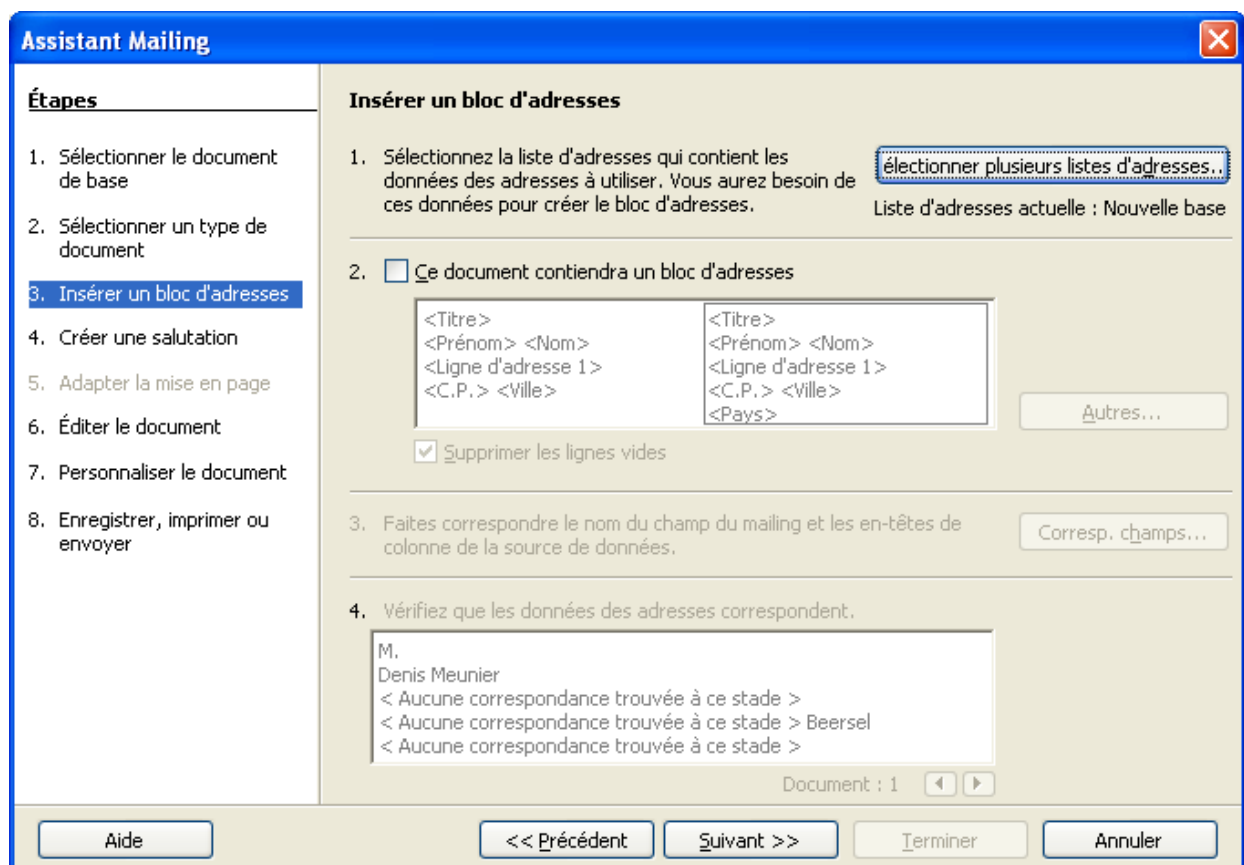 Assistant Mailing
Étapes
1. Sélectionner le document
de base
2. Sélectionner un type de
document
3. Insérer un bloc d'adresses
4. Créer une salutation
5. Adapter la mise en page
6. Éditer le document
7. Personnaliser le document
8. Enregistrer, imprimer ou
envoyer
Insérer un bloc d'adresses
1. Sélectionnez la liste d'adresses qui contient les
données des adresses à utiliser. Vous aurez besoin de
ces données pour créer le bloc d'adresses.
électionner plusieurs listes d'adresses..
Liste d'adresses actuelle : Nouvelle base
2. Ce document contiendra un bloc d'adresses
<Titre>
<Prénom> <Nom>
<Ligne d'adresse 1>
<C.P.> <Ville>
<Titre>
<Prénom> <Nom>
<Ligne d'adresse 1>
<C.P.> <Ville>
<Pays>
Autres...
Supprimer les lignes vides
3. Faites correspondre le nom du champ du mailing et les en-têtes de
colonne de la source de données.
Corresp. champs...
4. Vérifiez que les données des adresses correspondent.
M.
Denis Meunier
< Aucune correspondance trouvée à ce stade >
< Aucune correspondance trouvée à ce stade > Beersel
< Aucune correspondance trouvée à ce stade >
Document : 1
Aide
<< Précédent
Suivant >>
Terminer
Annuler